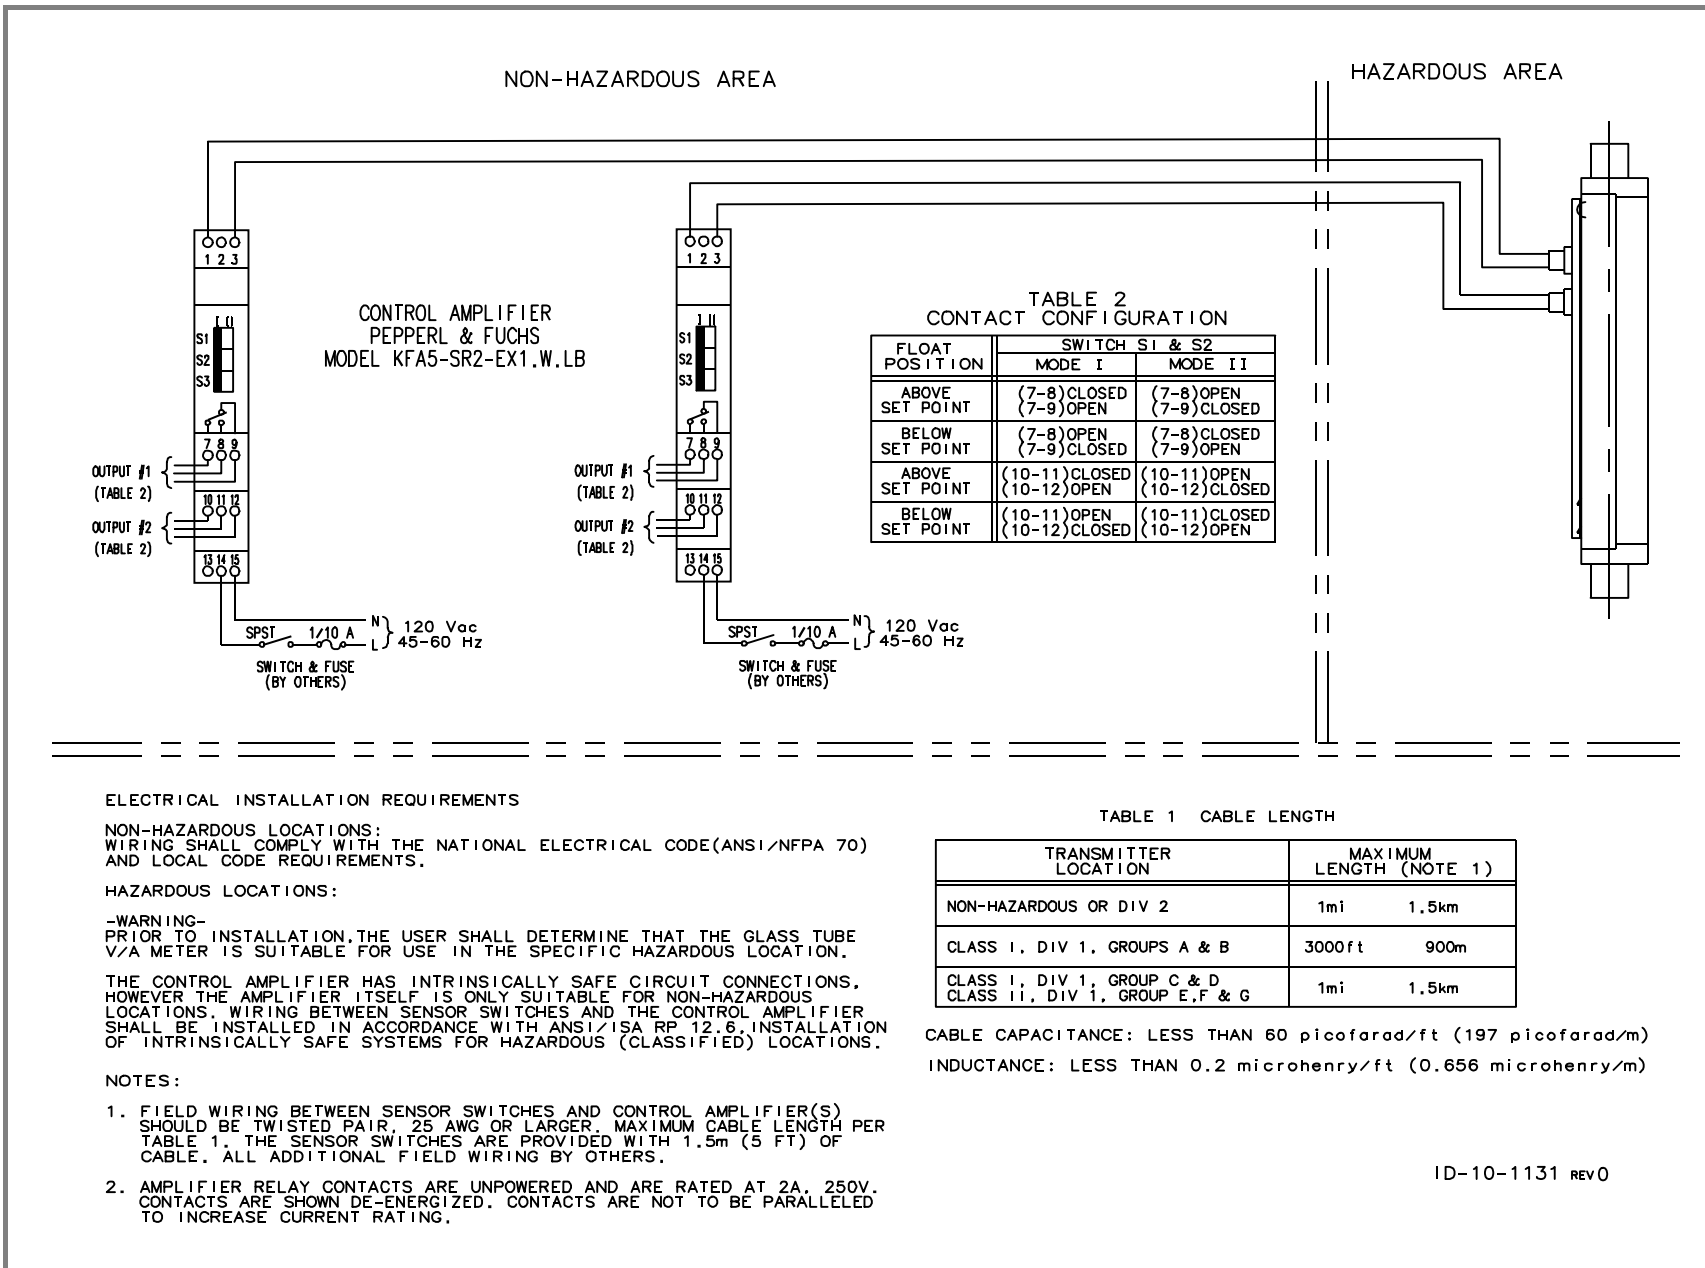 NON-HAZARDOUS AREA
HAZARDOUS AREA
1 2 3
S1
S2
S3
7 8 9
OUTPUT #1
(TABLE 2)
10 11 12
OUTPUT #2
(TABLE 2)
13 14 15
N
SPST 1/10 A
L
120 Vac
45-60 Hz
SWITCH & FUSE
(BY OTHERS)
CONTROL AMPLIFIER
PEPPERL & FUCHS
MODEL KFA5-SR2-EX1.W.LB
1 2 3
I II
S1
S2
S3
7 8 9
OUTPUT #1
(TABLE 2)
10 11 12
OUTPUT #2
(TABLE 2)
13 14 15
N
SPST 1/10 A
L
120 Vac
45-60 Hz
SWITCH & FUSE
(BY OTHERS)
TABLE 2
CONTACT CONFIGURATION
FLOAT POSITION SWITCH S1 & S2
MODE I MODE II
ABOVE (7-8)CLOSED (7-8)OPEN
SET POINT (7-9)OPEN (7-9)CLOSED
BELOW (7-8)OPEN (7-8)CLOSED
SET POINT (7-9)CLOSED (7-9)OPEN
ABOVE (10-11)CLOSED (10-11)OPEN
SET POINT (10-12)OPEN (10-12)CLOSED
BELOW (10-11)OPEN (10-11)CLOSED
SET POINT (10-12)CLOSED (10-12)OPEN
ELECTRICAL INSTALLATION REQUIREMENTS
NON-HAZARDOUS LOCATIONS:
WIRING SHALL COMPLY WITH THE NATIONAL ELECTRICAL CODE(ANSI/NFPA 70)
AND LOCAL CODE REQUIREMENTS.
HAZARDOUS LOCATIONS:
-WARNING-
PRIOR TO INSTALLATION,THE USER SHALL DETERMINE THAT THE GLASS TUBE
V/A METER IS SUITABLE FOR USE IN THE SPECIFIC HAZARDOUS LOCATION.
THE CONTROL AMPLIFIER HAS INTRINSICALLY SAFE CIRCUIT CONNECTIONS,
HOWEVER THE AMPLIFIER ITSELF IS ONLY SUITABLE FOR NON-HAZARDOUS
LOCATIONS. WIRING BETWEEN SENSOR SWITCHES AND THE CONTROL AMPLIFIER
SHALL BE INSTALLED IN ACCORDANCE WITH ANSI/ISA RP 12.6,INSTALLATION
OF INTRINSICALLY SAFE SYSTEMS FOR HAZARDOUS (CLASSIFIED) LOCATIONS.
NOTES:
1. FIELD WIRING BETWEEN SENSOR SWITCHES AND CONTROL AMPLIFIER(S)
SHOULD BE TWISTED PAIR, 25 AWG OR LARGER. MAXIMUM CABLE LENGTH PER
TABLE 1. THE SENSOR SWITCHES ARE PROVIDED WITH 1.5m (5 FT) OF
CABLE. ALL ADDITIONAL FIELD WIRING BY OTHERS.
2. AMPLIFIER RELAY CONTACTS ARE UNPOWERED AND ARE RATED AT 2A, 250V.
CONTACTS ARE SHOWN DE-ENERGIZED. CONTACTS ARE NOT TO BE PARALLELED
TO INCREASE CURRENT RATING.
TABLE 1 CABLE LENGTH
TRANSMITTER MAXIMUM
LOCATION LENGTH (NOTE 1)
NON-HAZARDOUS OR DIV 2 1mi 1.5km
CLASS I, DIV 1, GROUPS A & B 3000ft 900m
CLASS I, DIV 1, GROUP C & D
CLASS II, DIV 1, GROUP E,F & G 1mi 1.5km
CABLE CAPACITANCE: LESS THAN 60 picofarad/ft (197 picofarad/m)
INDUCTANCE: LESS THAN 0.2 microhenry/ft (0.656 microhenry/m)
ID-10-1131 REV 0